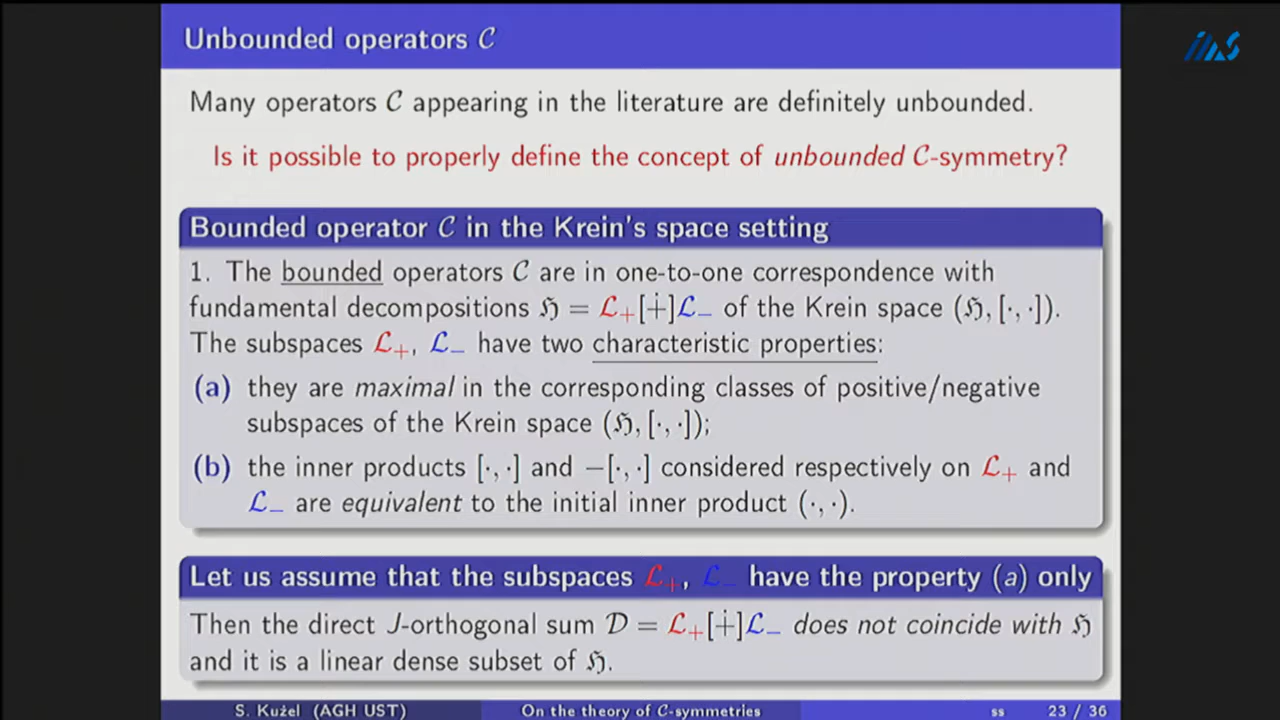 Unbounded operators 𝒞
iias
Many operators 𝒞 appearing in the literature are definitely unbounded.
Is it possible to properly define the concept of unbounded 𝒞-symmetry?
Bounded operator 𝒞 in the Krein's space setting
1. The bounded operators 𝒞 are in one-to-one correspondence with
fundamental decompositions ℌ = ℒ₊[∔]ℒ₋ of the Krein space (ℌ, [·, ·]).
The subspaces ℒ₊, ℒ₋ have two characteristic properties:
(a) they are maximal in the corresponding classes of positive/negative
subspaces of the Krein space (ℌ, [·, ·]);
(b) the inner products [·, ·] and −[·, ·] considered respectively on ℒ₊ and
ℒ₋ are equivalent to the initial inner product (·, ·).
Let us assume that the subspaces ℒ₊, ℒ₋ have the property (a) only
Then the direct J-orthogonal sum 𝒟 = ℒ₊[∔]ℒ₋ does not coincide with ℌ
and it is a linear dense subset of ℌ.
S. Kużel (AGH UST) On the theory of 𝒞-symmetries ss 23 / 36